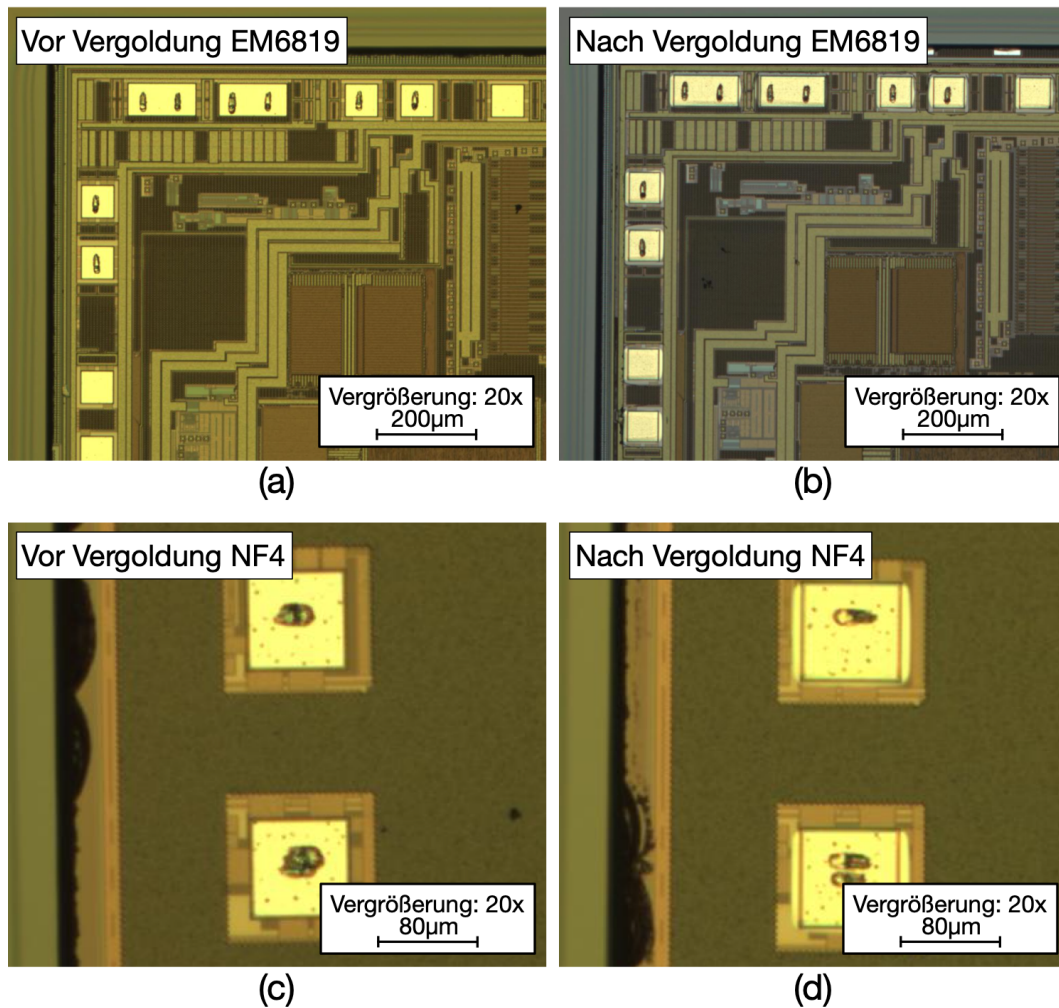 Vor Vergoldung EM6819
Nach Vergoldung EM6819
Vergrößerung: 20x
200µm
Vergrößerung: 20x
200µm
(a)
(b)
Vor Vergoldung NF4
Nach Vergoldung NF4
Vergrößerung: 20x
80µm
Vergrößerung: 20x
80µm
(c)
(d)